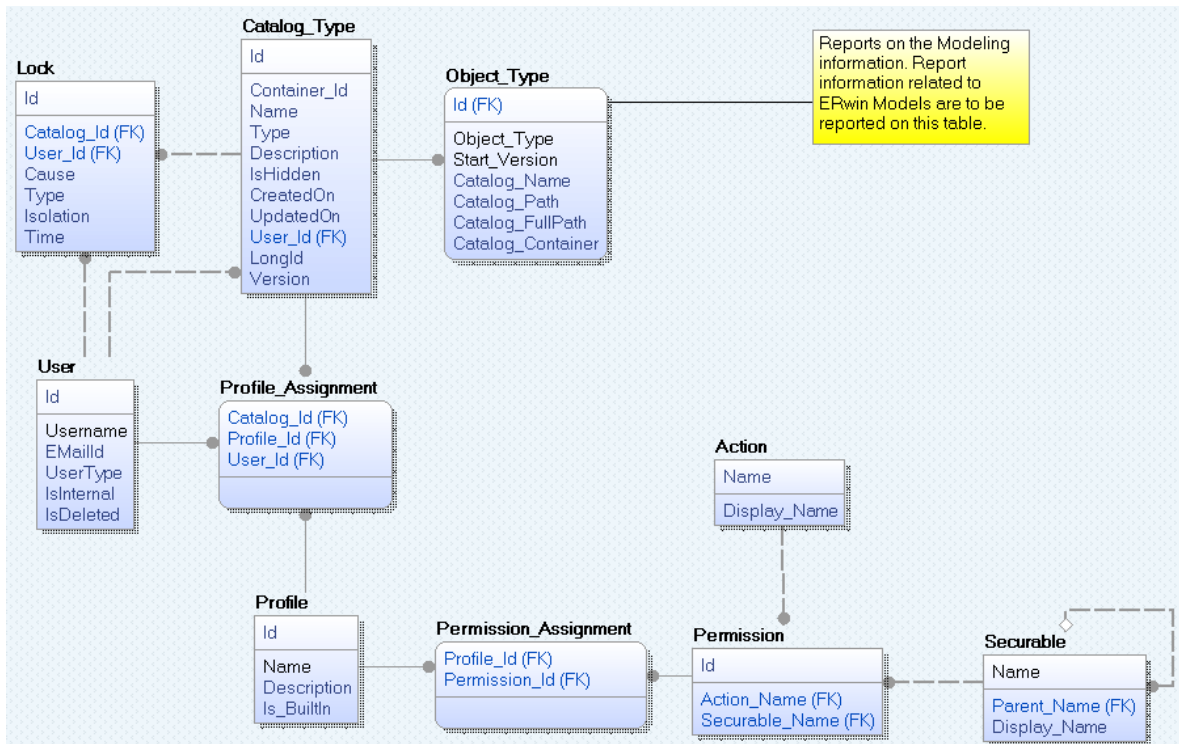 Catalog_Type
Id
Container_Id
Name
Type
Description
IsHidden
CreatedOn
UpdatedOn
User_Id (FK)
LongId
Version
Lock
Id
Catalog_Id (FK)
User_Id (FK)
Cause
Type
Isolation
Time
Object_Type
Id (FK)
Object_Type
Start_Version
Catalog_Name
Catalog_Path
Catalog_FullPath
Catalog_Container
Reports on the Modeling
information. Report
information related to
ERwin Models are to be
reported on this table.
User
Id
Username
EMailId
UserType
IsInternal
IsDeleted
Profile_Assignment
Catalog_Id (FK)
Profile_Id (FK)
User_Id (FK)
Action
Name
Display_Name
Profile
Id
Name
Description
Is_BuiltIn
Permission_Assignment
Profile_Id (FK)
Permission_Id (FK)
Permission
Id
Action_Name (FK)
Securable_Name (FK)
Securable
Name
Parent_Name (FK)
Display_Name